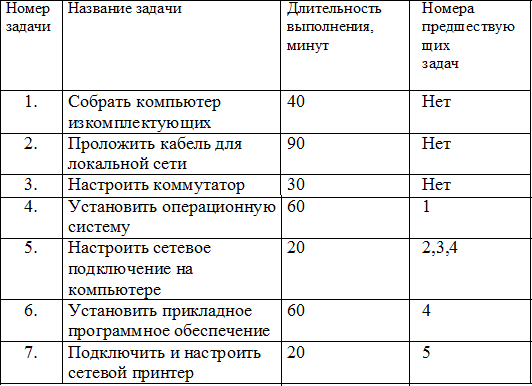 Номер задачи Название задачи Длительность выполнения, минут Номера предшествую щих задач
1. Собрать компьютер изкомплектующих 40 Нет
2. Проложить кабель для локальной сети 90 Нет
3. Настроить коммутатор 30 Нет
4. Установить операционную систему 60 1
5. Настроить сетевое подключение на компьютере 20 2,3,4
6. Установить прикладное программное обеспечение 60 4
7. Подключить и настроить сетевой принтер 20 5